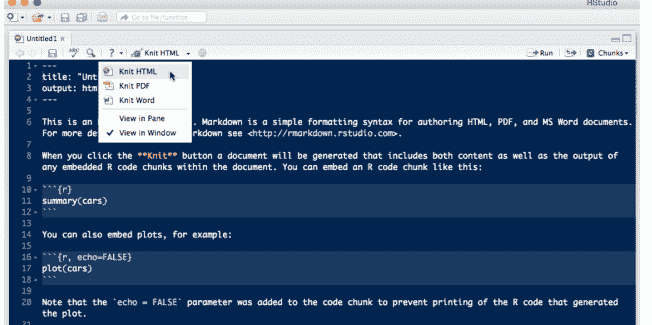 RStudio
Go to file/function
Untitled1
Knit HTML
Run
Chunks
Knit HTML
Knit PDF
Knit Word
View in Pane
View in Window
1 ---
2 title: "Unt
3 output: htm
4 ---
5
6 This is an . Markdown is a simple formatting syntax for authoring HTML, PDF, and MS Word documents.
For more de rkdown see <http://rmarkdown.rstudio.com>.
7
8 When you click the **Knit** button a document will be generated that includes both content as well as the output of
any embedded R code chunks within the document. You can embed an R code chunk like this:
9
10 ```{r}
11 summary(cars)
12 ```
13
14 You can also embed plots, for example:
15
16 ```{r, echo=FALSE}
17 plot(cars)
18 ```
19
20 Note that the `echo = FALSE` parameter was added to the code chunk to prevent printing of the R code that generated
the plot.
21